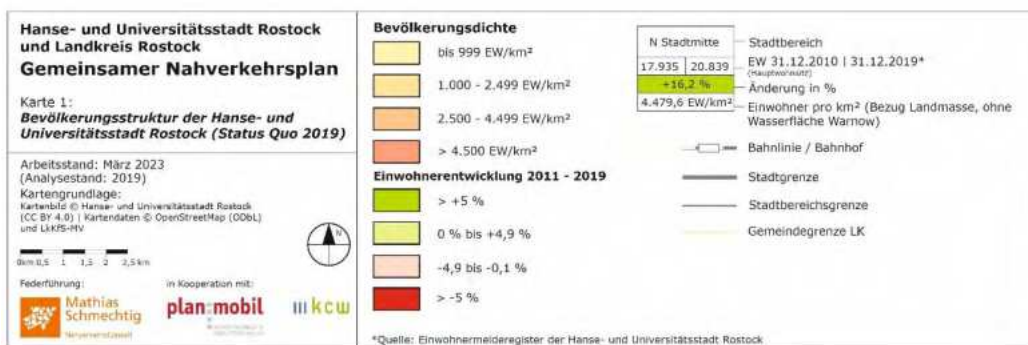 Hanse- und Universitätsstadt Rostock
und Landkreis Rostock
Gemeinsamer Nahverkehrsplan
Karte 1:
Bevölkerungsstruktur der Hanse- und
Universitätsstadt Rostock (Status Quo 2019)
Arbeitsstand: März 2023
(Analysestand: 2019)
Kartengrundlage:
Kartenbild © Hanse- und Universitätsstadt Rostock
(CC BY 4.0) | Kartendaten © OpenStreetMap (ODbL)
und LkKfS-MV
0km 0,5 1 1,5 2 2,5 km
N
Federführung:
Mathias
Schmechtig
in Kooperation mit:
plan:mobil
kcw
Bevölkerungsdichte
bis 999 EW/km²
1.000 - 2.499 EW/km²
2.500 - 4.499 EW/km²
> 4.500 EW/km²
Einwohnerentwicklung 2011 - 2019
> +5 %
0 % bis +4,9 %
-4,9 bis -0,1 %
> -5 %
N Stadtmitte
17.935 | 20.839
+16,2 %
4.479,6 EW/km²
Stadtbereich
EW 31.12.2010 | 31.12.2019*
(Hauptwohnsitz)
Änderung in %
Einwohner pro km² (Bezug Landmasse, ohne
Wasserfläche Warnow)
Bahnlinie / Bahnhof
Stadtgrenze
Stadtbereichsgrenze
Gemeindegrenze LK
*Quelle: Einwohnermelderegister der Hanse- und Universitätsstadt Rostock